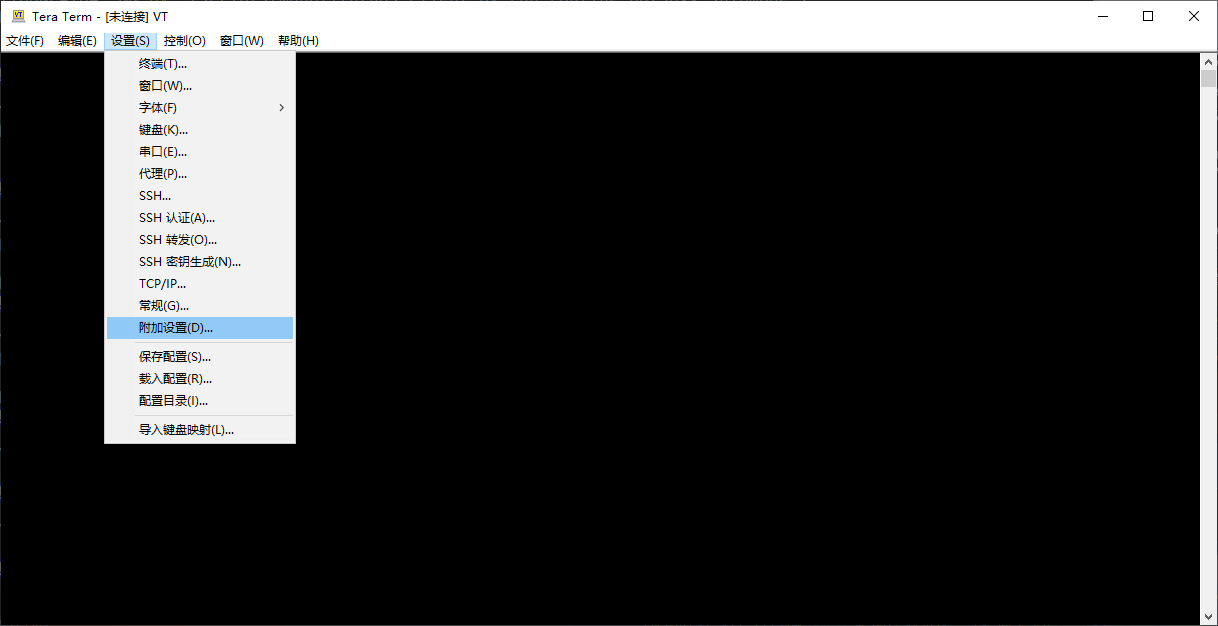 Tera Term - [未连接] VT
文件(F) 编辑(E) 设置(S) 控制(O) 窗口(W) 帮助(H)
终端(T)...
窗口(W)...
字体(F)
键盘(K)...
串口(E)...
代理(P)...
SSH...
SSH 认证(A)...
SSH 转发(O)...
SSH 密钥生成(N)...
TCP/IP...
常规(G)...
附加设置(D)...
保存配置(S)...
载入配置(R)...
配置目录(I)...
导入键盘映射(L)...